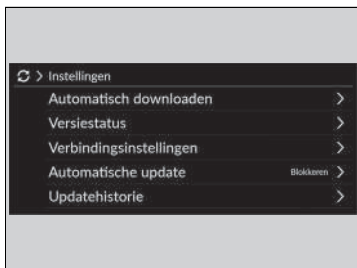 > Instellingen
Automatisch downloaden >
Versiestatus >
Verbindingsinstellingen >
Automatische update Blokkeren >
Updatehistorie >